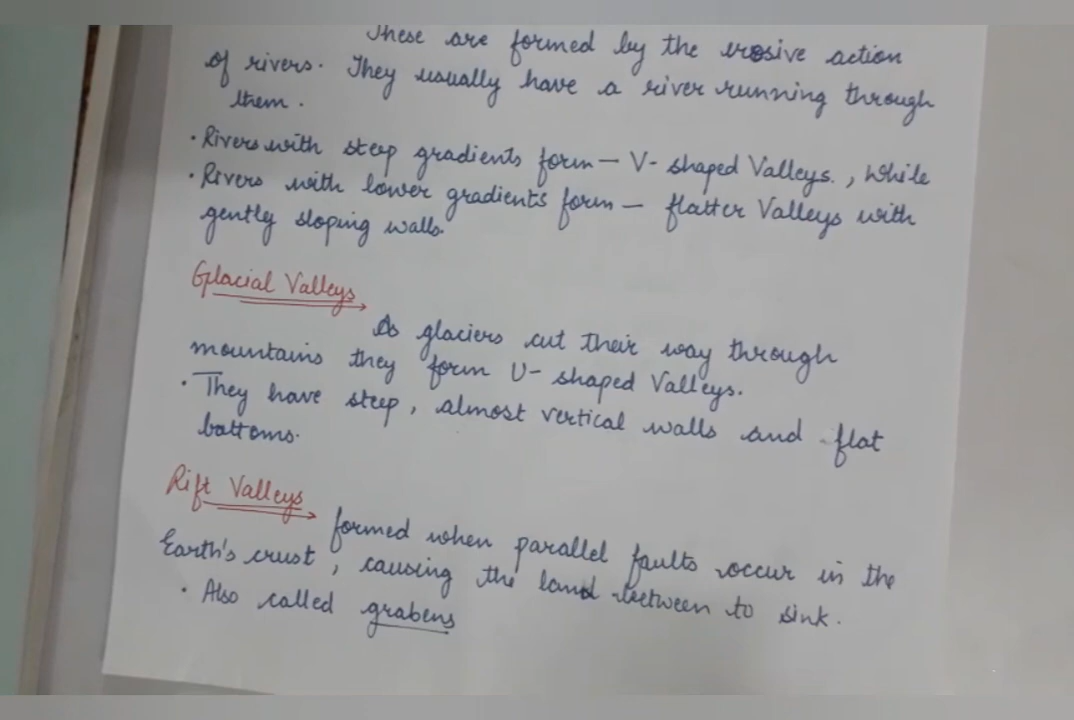 These are formed by the erosive action
of rivers. They usually have a river running through
them.
• Rivers with steep gradients form — V-shaped Valleys., While
• Rivers with lower gradients form — flatter Valleys with
gently sloping walls.
Glacial Valleys
As glaciers cut their way through
mountains they form U-shaped Valleys.
• They have steep, almost vertical walls and flat
bottoms.
Rift Valleys
formed when parallel faults occur in the
Earth's crust, causing the land between to sink.
• Also called grabens